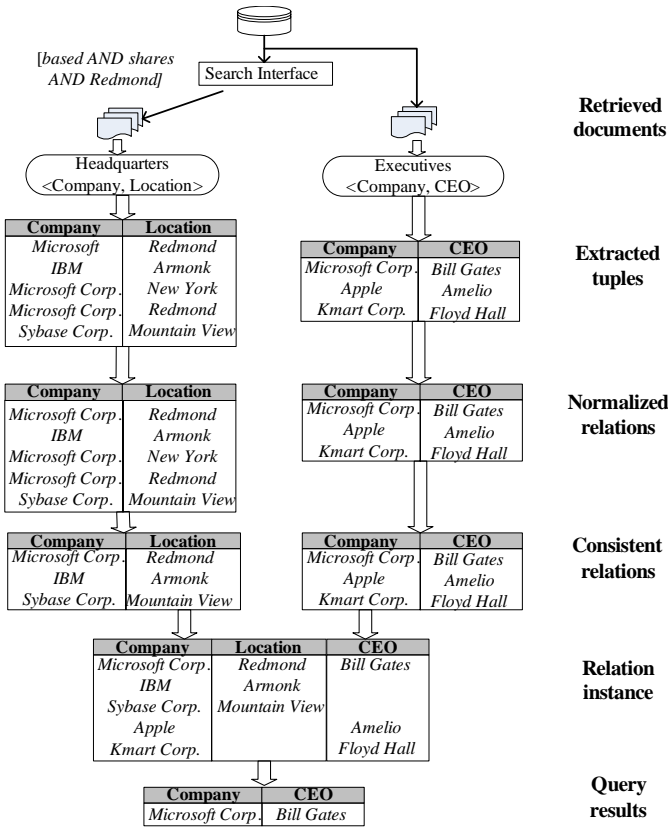 [based AND shares
AND Redmond]
Search Interface
Retrieved
documents
Headquarters
<Company, Location>
Executives
<Company, CEO>
Company Location
Microsoft Redmond
IBM Armonk
Microsoft Corp. New York
Microsoft Corp. Redmond
Sybase Corp. Mountain View
Company CEO
Microsoft Corp. Bill Gates
Apple Amelio
Kmart Corp. Floyd Hall
Extracted
tuples
Company Location
Microsoft Corp. Redmond
IBM Armonk
Microsoft Corp. New York
Microsoft Corp. Redmond
Sybase Corp. Mountain View
Company CEO
Microsoft Corp. Bill Gates
Apple Amelio
Kmart Corp. Floyd Hall
Normalized
relations
Company Location
Microsoft Corp. Redmond
IBM Armonk
Sybase Corp. Mountain View
Company CEO
Microsoft Corp. Bill Gates
Apple Amelio
Kmart Corp. Floyd Hall
Consistent
relations
Company Location CEO
Microsoft Corp. Redmond Bill Gates
IBM Armonk
Sybase Corp. Mountain View
Apple Amelio
Kmart Corp. Floyd Hall
Relation
instance
Company CEO
Microsoft Corp. Bill Gates
Query
results